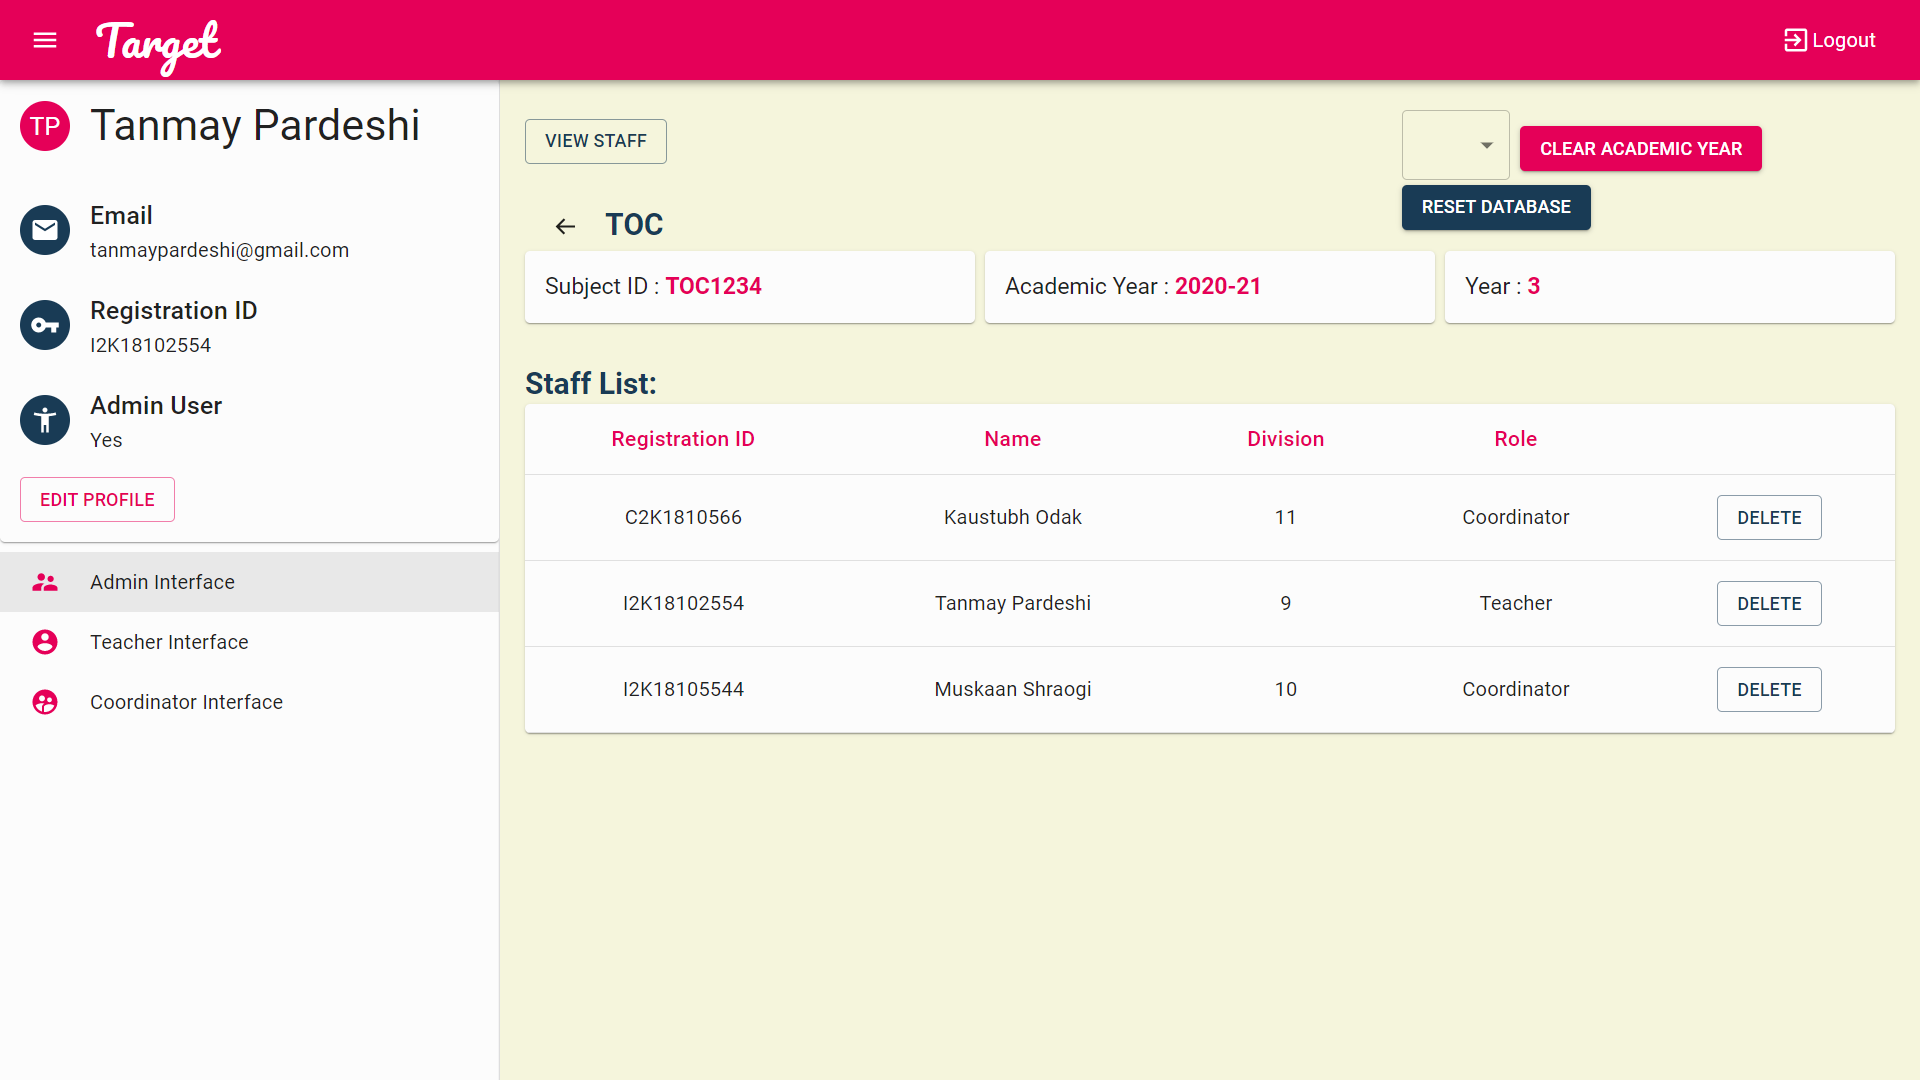 Target
Logout
TP
Tanmay Pardeshi
Email
tanmaypardeshi@gmail.com
Registration ID
I2K18102554
Admin User
Yes
EDIT PROFILE
Admin Interface
Teacher Interface
Coordinator Interface
VIEW STAFF
CLEAR ACADEMIC YEAR
RESET DATABASE
TOC
Subject ID : TOC1234
Academic Year : 2020-21
Year : 3
Staff List:
Registration ID Name Division Role
C2K1810566 Kaustubh Odak 11 Coordinator DELETE
I2K18102554 Tanmay Pardeshi 9 Teacher DELETE
I2K18105544 Muskaan Shraogi 10 Coordinator DELETE